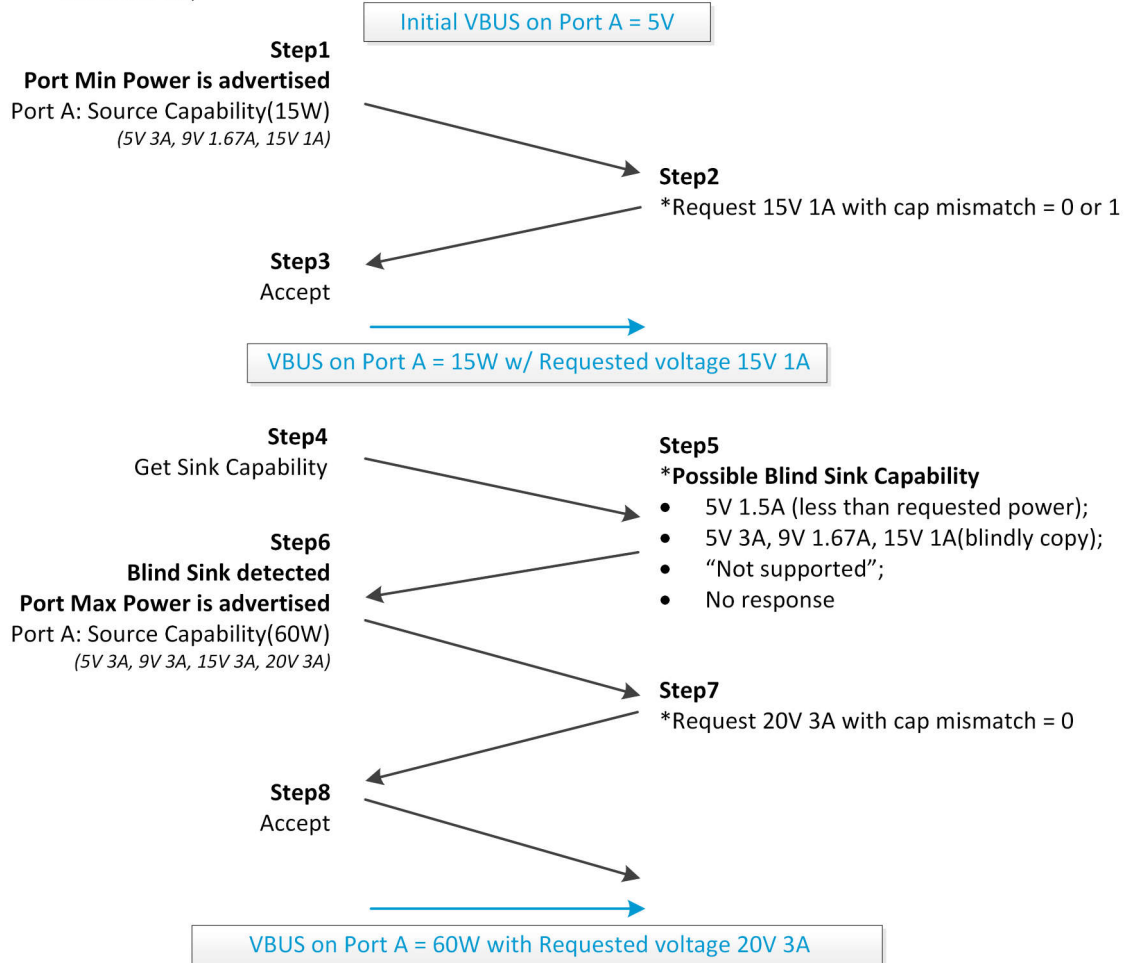 Initial VBUS on Port A = 5V
Step1
Port Min Power is advertised
Port A: Source Capability(15W)
(5V 3A, 9V 1.67A, 15V 1A)
Step2
*Request 15V 1A with cap mismatch = 0 or 1
Step3
Accept
VBUS on Port A = 15W w/ Requested voltage 15V 1A
Step4
Get Sink Capability
Step5
*Possible Blind Sink Capability
• 5V 1.5A (less than requested power);
• 5V 3A, 9V 1.67A, 15V 1A(blindly copy);
• “Not supported”;
• No response
Step6
Blind Sink detected
Port Max Power is advertised
Port A: Source Capability(60W)
(5V 3A, 9V 3A, 15V 3A, 20V 3A)
Step7
*Request 20V 3A with cap mismatch = 0
Step8
Accept
VBUS on Port A = 60W with Requested voltage 20V 3A